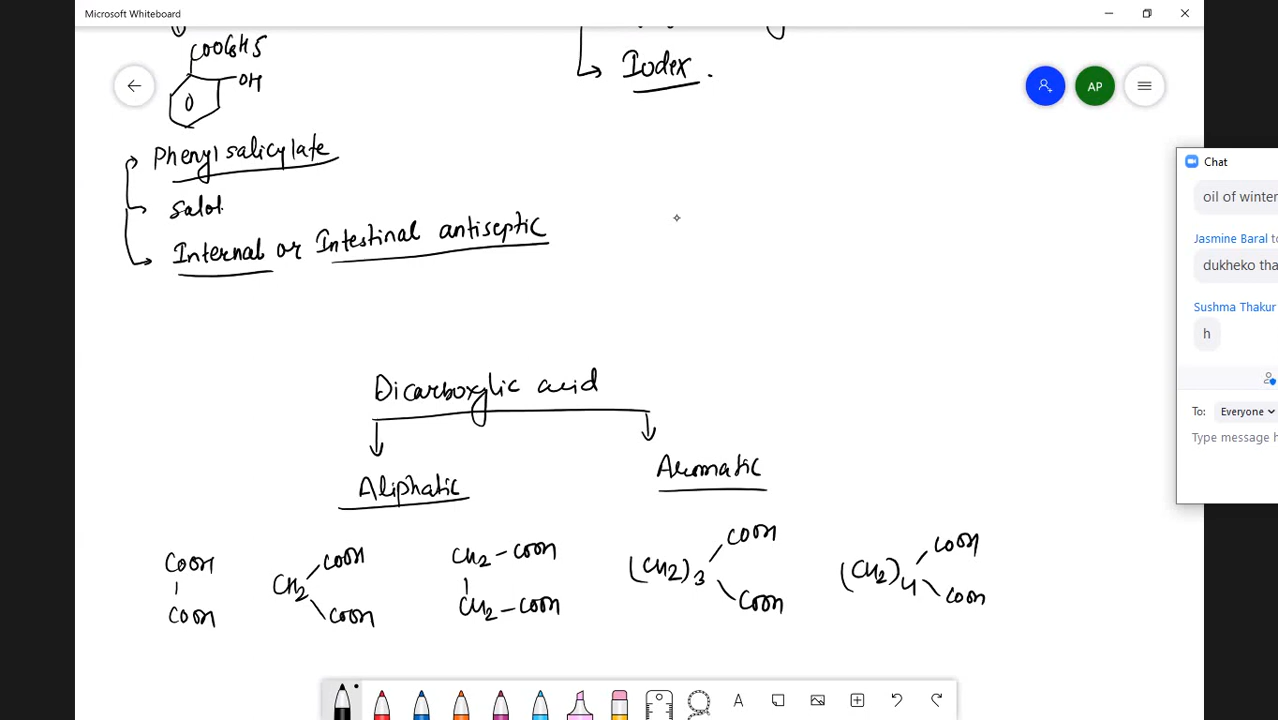 Microsoft Whiteboard
COOC6H5
OH
Iodex.
AP
Phenyl salicylate
Salol
Internal or Intestinal antiseptic
Chat
oil of winter
Jasmine Baral to
dukheko tha
Sushma Thakur
h
To: Everyone
Type message h
Dicarboxylic acid
Aliphatic
Aromatic
COOH
COOH
CH2
COOH
COOH
CH2-COOH
CH2-COOH
(CH2)3
COOH
COOH
(CH2)4
COOH
COOH
A